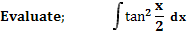 Evaluate; ∫ tan² x/2 dx